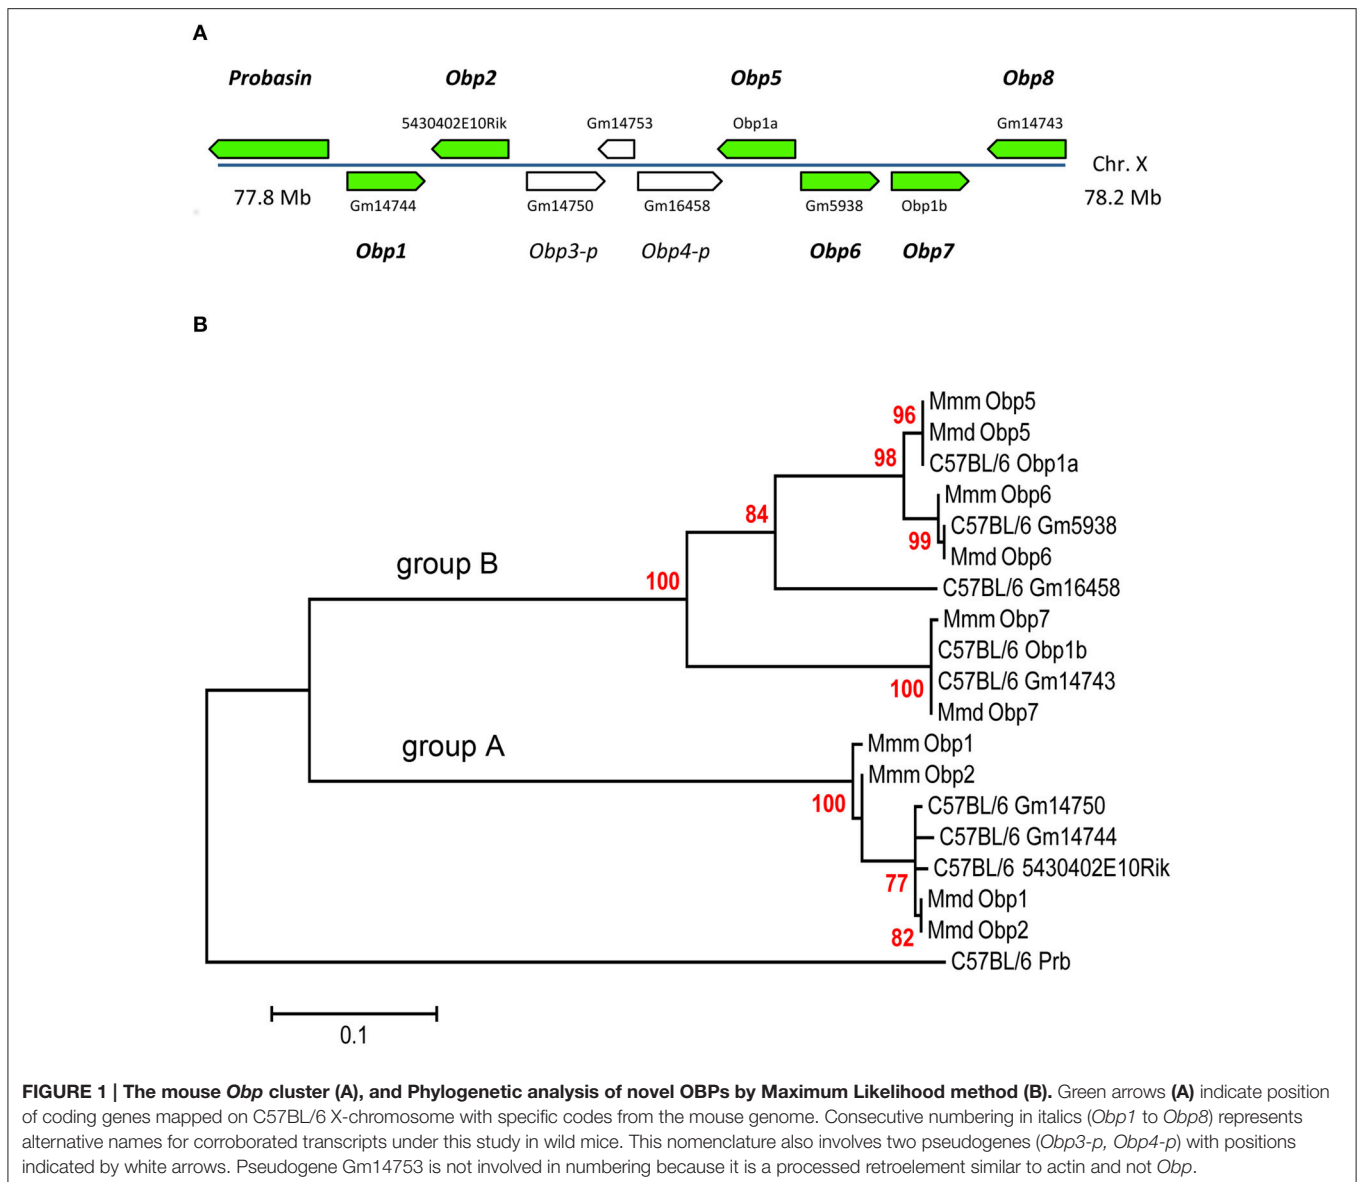 A
Probasin Obp2 Obp5 Obp8
5430402E10Rik Gm14753 Obp1a Gm14743
Chr. X
77.8 Mb 78.2 Mb
Gm14744 Gm14750 Gm16458 Gm5938 Obp1b
Obp1 Obp3-p Obp4-p Obp6 Obp7
B
Mmm Obp5
96
Mmd Obp5
98
C57BL/6 Obp1a
Mmm Obp6
84
C57BL/6 Gm5938
99
Mmd Obp6
group B
100
C57BL/6 Gm16458
Mmm Obp7
C57BL/6 Obp1b
C57BL/6 Gm14743
100
Mmd Obp7
group A
Mmm Obp1
Mmm Obp2
100
C57BL/6 Gm14750
C57BL/6 Gm14744
C57BL/6 5430402E10Rik
77
Mmd Obp1
Mmd Obp2
82
C57BL/6 Prb
0.1
FIGURE 1 | The mouse Obp cluster (A), and Phylogenetic analysis of novel OBPs by Maximum Likelihood method (B). Green arrows (A) indicate position
of coding genes mapped on C57BL/6 X-chromosome with specific codes from the mouse genome. Consecutive numbering in italics (Obp1 to Obp8) represents
alternative names for corroborated transcripts under this study in wild mice. This nomenclature also involves two pseudogenes (Obp3-p, Obp4-p) with positions
indicated by white arrows. Pseudogene Gm14753 is not involved in numbering because it is a processed retroelement similar to actin and not Obp.